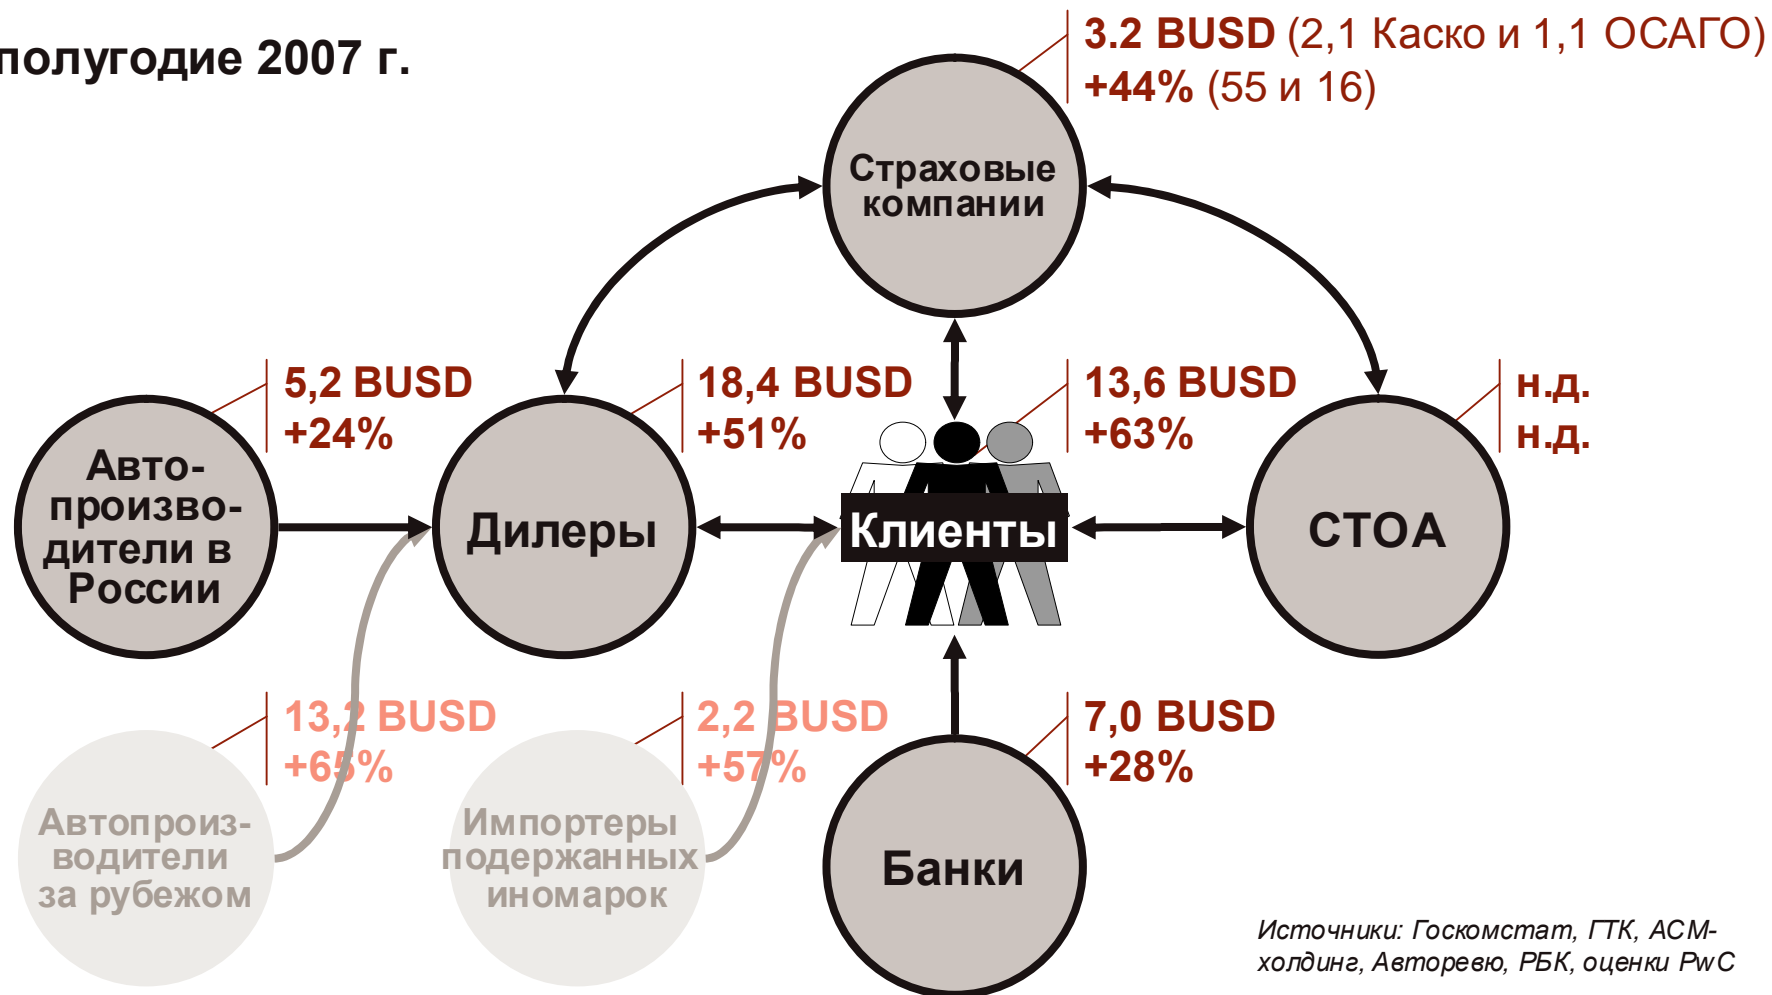 полугодие 2007 г.
3.2 BUSD (2,1 Каско и 1,1 ОСАГО)
+44% (55 и 16)
Страховые
компании
5,2 BUSD
+24%
18,4 BUSD
+51%
13,6 BUSD
+63%
н.д.
н.д.
Авто-
произво-
дители в
России
Дилеры
Клиенты
СТОА
13,2 BUSD
+65%
2,2 BUSD
+57%
7,0 BUSD
+28%
Автопроиз-
водители
за рубежом
Импортеры
подержанных
иномарок
Банки
Источники: Госкомстат, ГТК, АСМ-
холдинг, Авторевю, РБК, оценки PwC